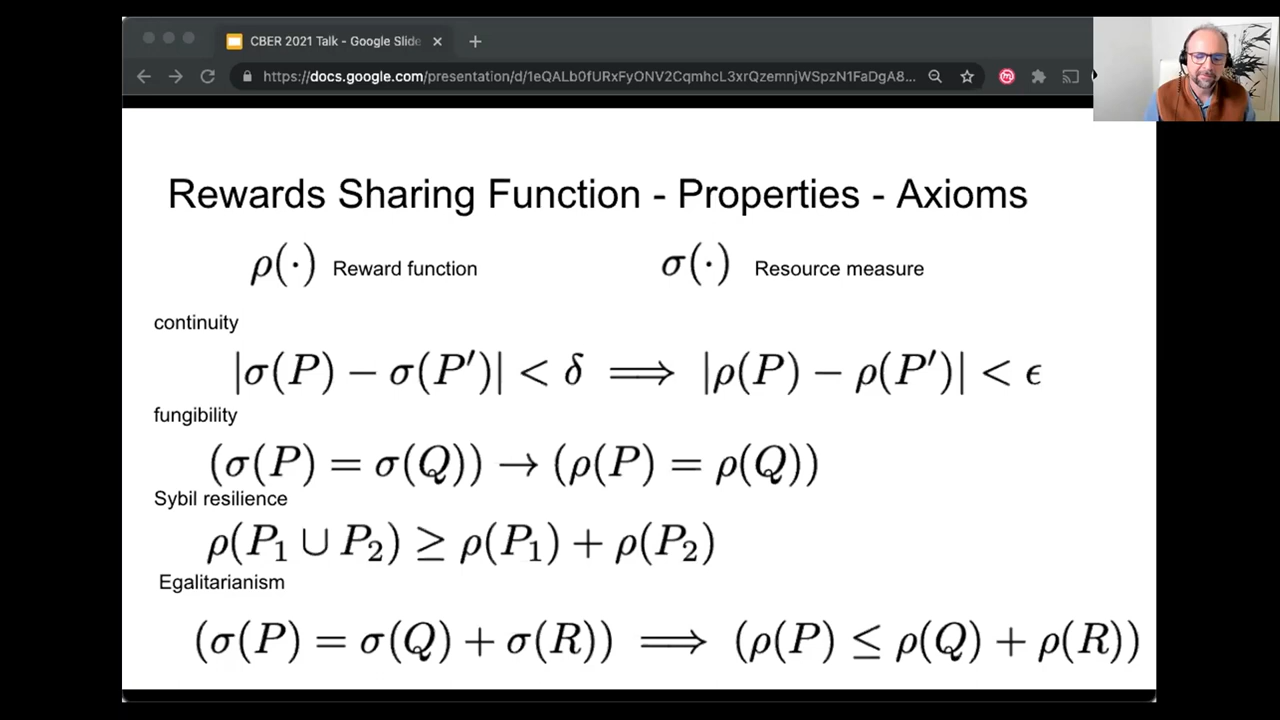 CBER 2021 Talk - Google Slide
https://docs.google.com/presentation/d/1eQALb0fURxFyONV2CqmhcL3xrQzemnjWSpzN1FaDgA8...
Rewards Sharing Function - Properties - Axioms
ρ(·) Reward function σ(·) Resource measure
continuity
|σ(P) − σ(P′)| < δ ⟹ |ρ(P) − ρ(P′)| < ϵ
fungibility
(σ(P) = σ(Q)) → (ρ(P) = ρ(Q))
Sybil resilience
ρ(P₁ ∪ P₂) ≥ ρ(P₁) + ρ(P₂)
Egalitarianism
(σ(P) = σ(Q) + σ(R)) ⟹ (ρ(P) ≤ ρ(Q) + ρ(R))